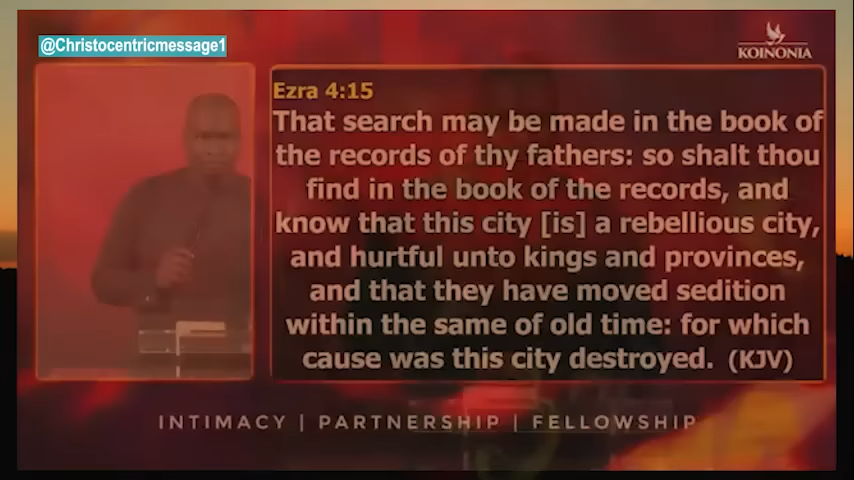 @Christocentricmessage1
KOINONIA
Ezra 4:15
That search may be made in the book of
the records of thy fathers: so shalt thou
find in the book of the records, and
know that this city [is] a rebellious city,
and hurtful unto kings and provinces,
and that they have moved sedition
within the same of old time: for which
cause was this city destroyed. (KJV)
INTIMACY | PARTNERSHIP | FELLOWSHIP